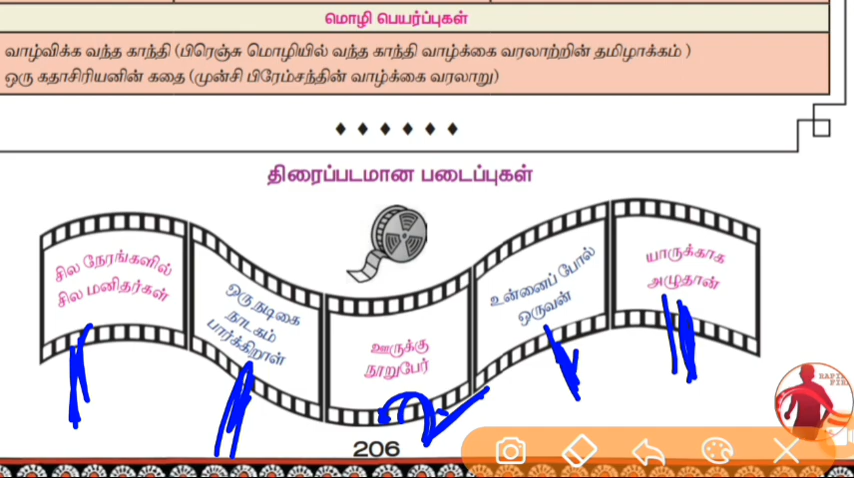 மொழி பெயர்ப்புகள்
வாழ்விக்க வந்த காந்தி (பிரெஞ்சு மொழியில் வந்த காந்தி வாழ்க்கை வரலாற்றின் தமிழாக்கம் )
ஒரு கதாசிரியனின் கதை (முன்சி பிரேம்சந்தின் வாழ்க்கை வரலாறு)
திரைப்படமான படைப்புகள்
சில நேரங்களில்
சில மனிதர்கள்
ஒரு நடிகை
நாடகம்
பார்க்கிறாள்
ஊருக்கு
நூறுபேர்
உன்னைப் போல்
ஒருவன்
யாருக்காக
அழுதான்
206